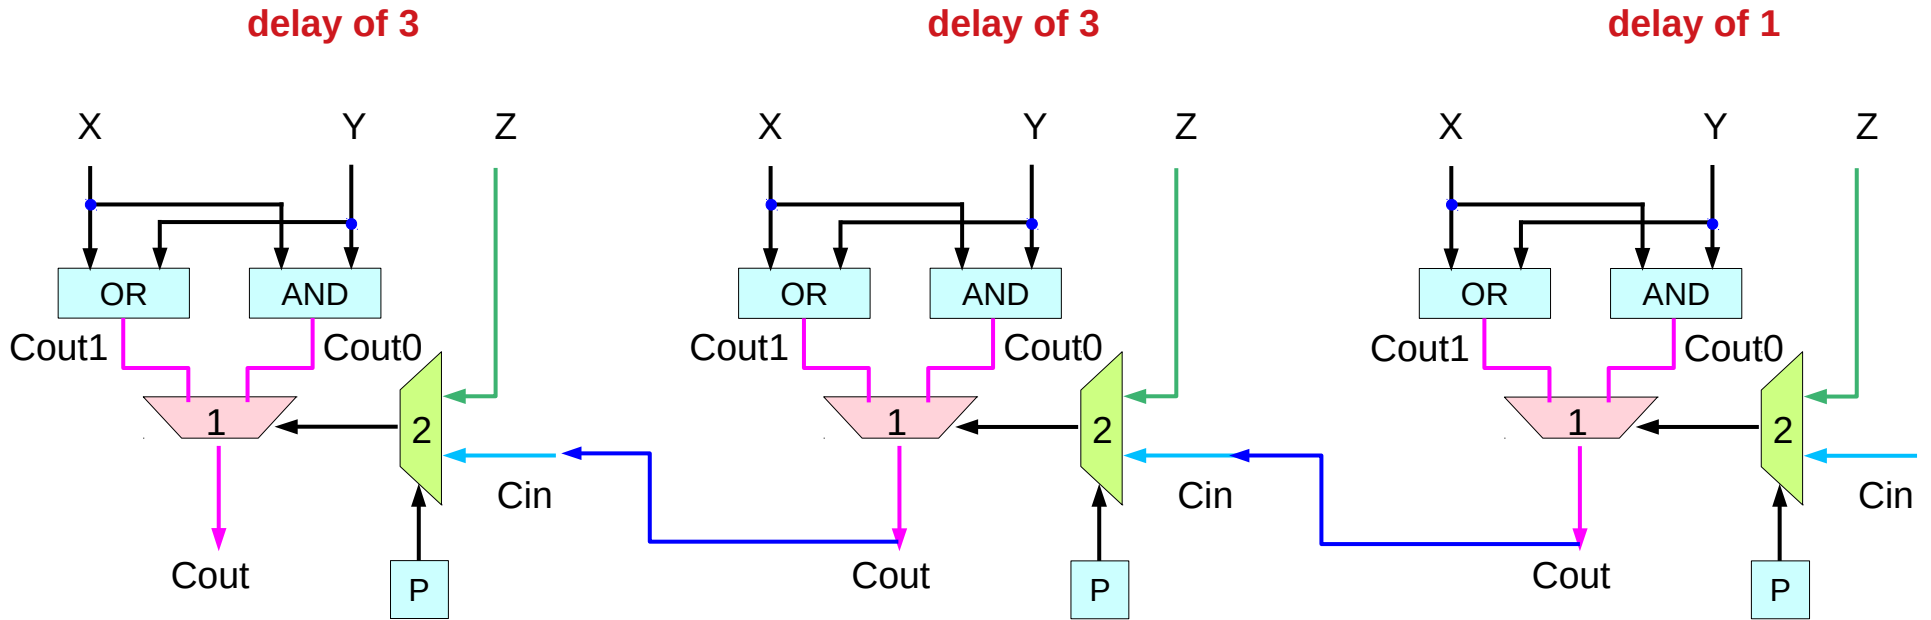 delay of 3 delay of 3 delay of 1
X Y Z X Y Z X Y Z
OR AND OR AND OR AND
Cout1 Cout0 Cout1 Cout0 Cout1 Cout0
1 2 1 2 1 2
Cin Cin Cin
Cout P Cout P Cout P